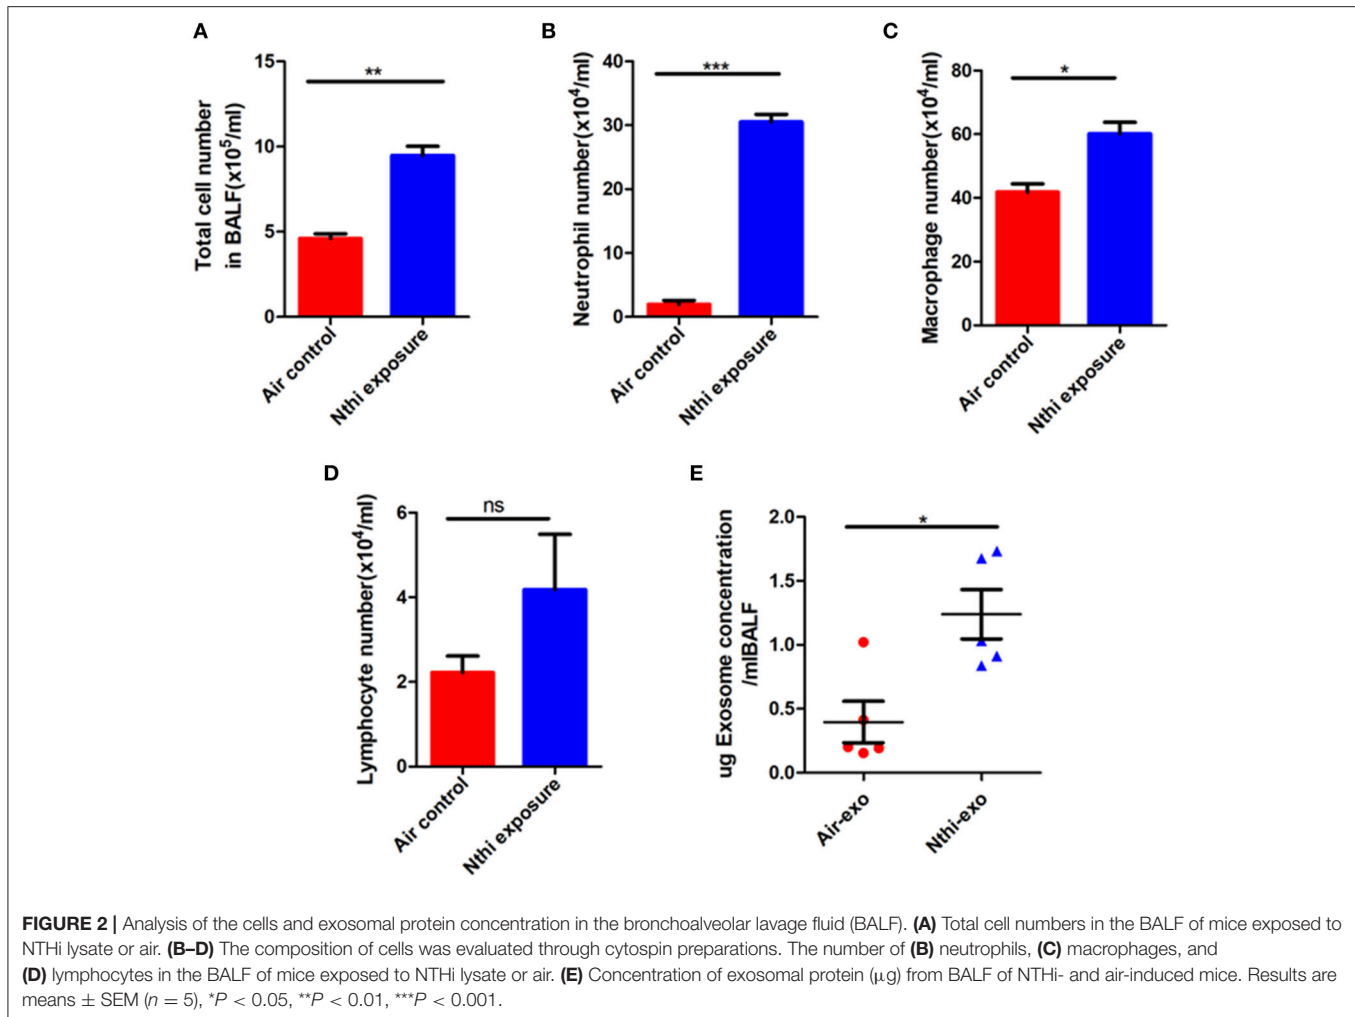 A
Total cell number
in BALF(x10⁵/ml)
15
10
5
0
**
Air control
Nthi exposure
B
Neutrophil number(x10⁴/ml)
40
30
20
10
0
***
Air control
Nthi exposure
C
Macrophage number(x10⁴/ml)
80
60
40
20
0
*
Air control
Nthi exposure
D
Lymphocyte number(x10⁴/ml)
6
4
2
0
ns
Air control
Nthi exposure
E
ug Exosome concentration
/mlBALF
2.0
1.5
1.0
0.5
0.0
*
Air-exo
Nthi-exo
FIGURE 2 | Analysis of the cells and exosomal protein concentration in the bronchoalveolar lavage fluid (BALF). (A) Total cell numbers in the BALF of mice exposed to
NTHi lysate or air. (B–D) The composition of cells was evaluated through cytospin preparations. The number of (B) neutrophils, (C) macrophages, and
(D) lymphocytes in the BALF of mice exposed to NTHi lysate or air. (E) Concentration of exosomal protein (μg) from BALF of NTHi- and air-induced mice. Results are
means ± SEM (n = 5), *P < 0.05, **P < 0.01, ***P < 0.001.